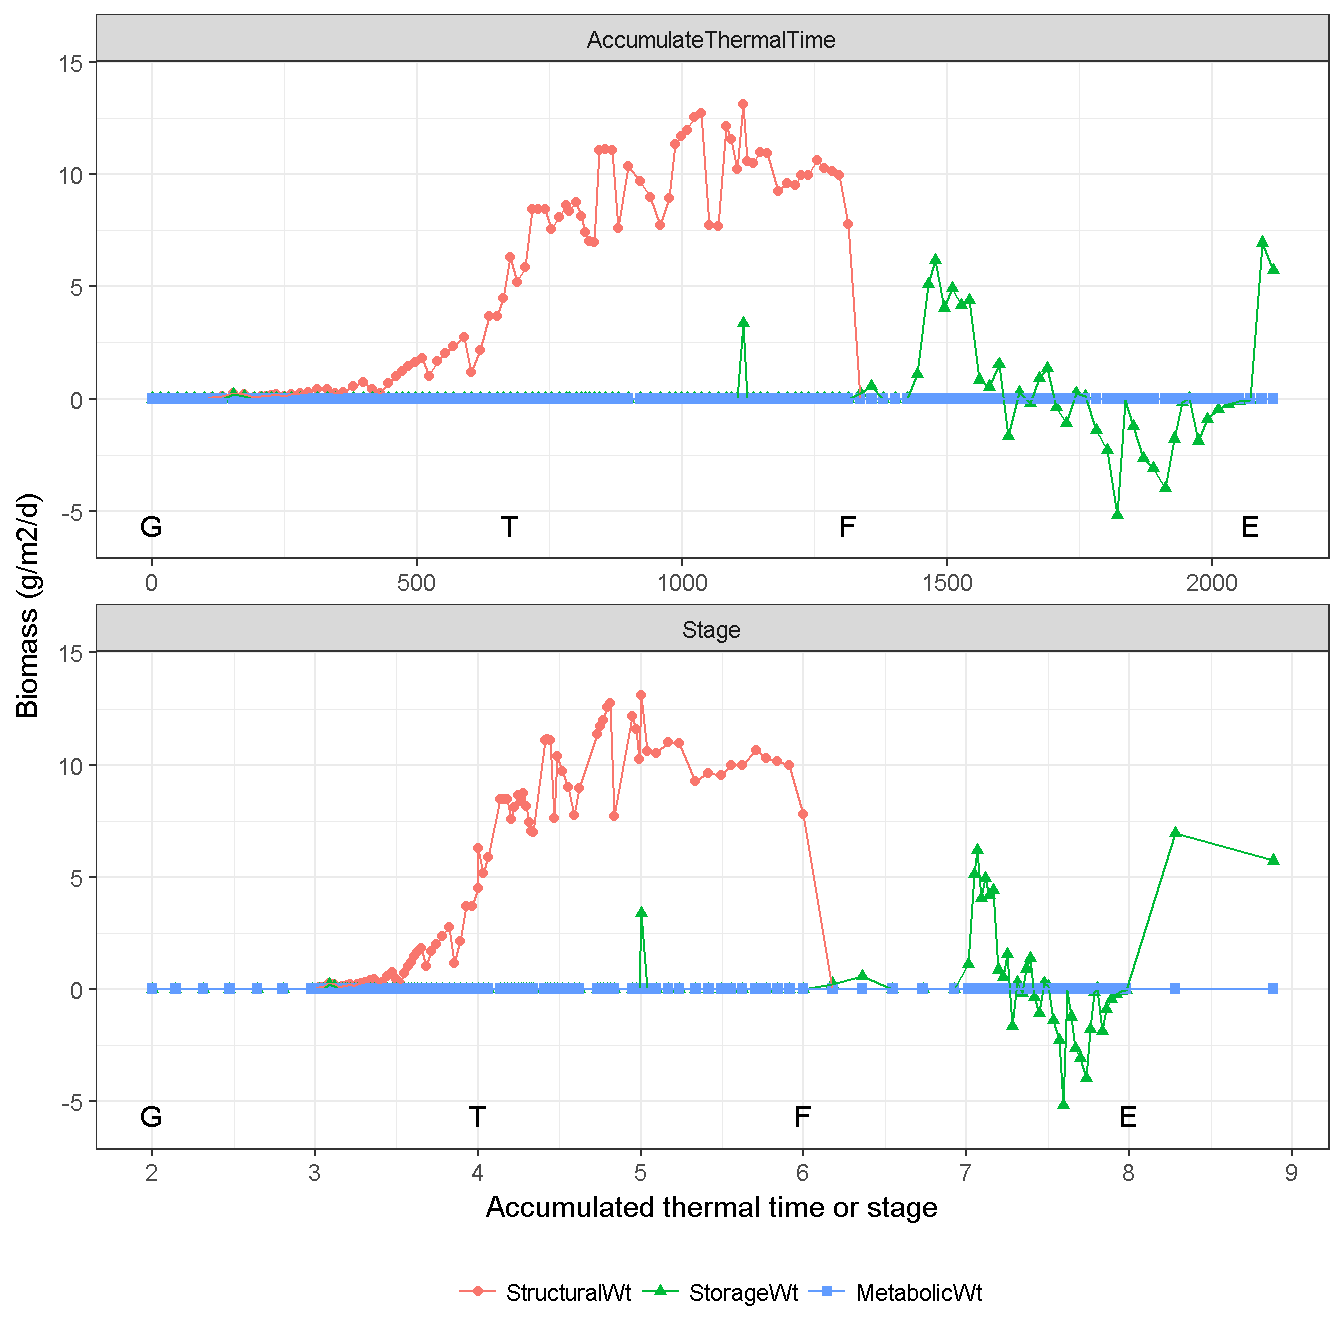 AccumulateThermalTime
15
10
5
0
-5
G T F E
0 500 1000 1500 2000
Biomass (g/m2/d)
Stage
15
10
5
0
-5
G T F E
2 3 4 5 6 7 8 9
Accumulated thermal time or stage
StructuralWt StorageWt MetabolicWt